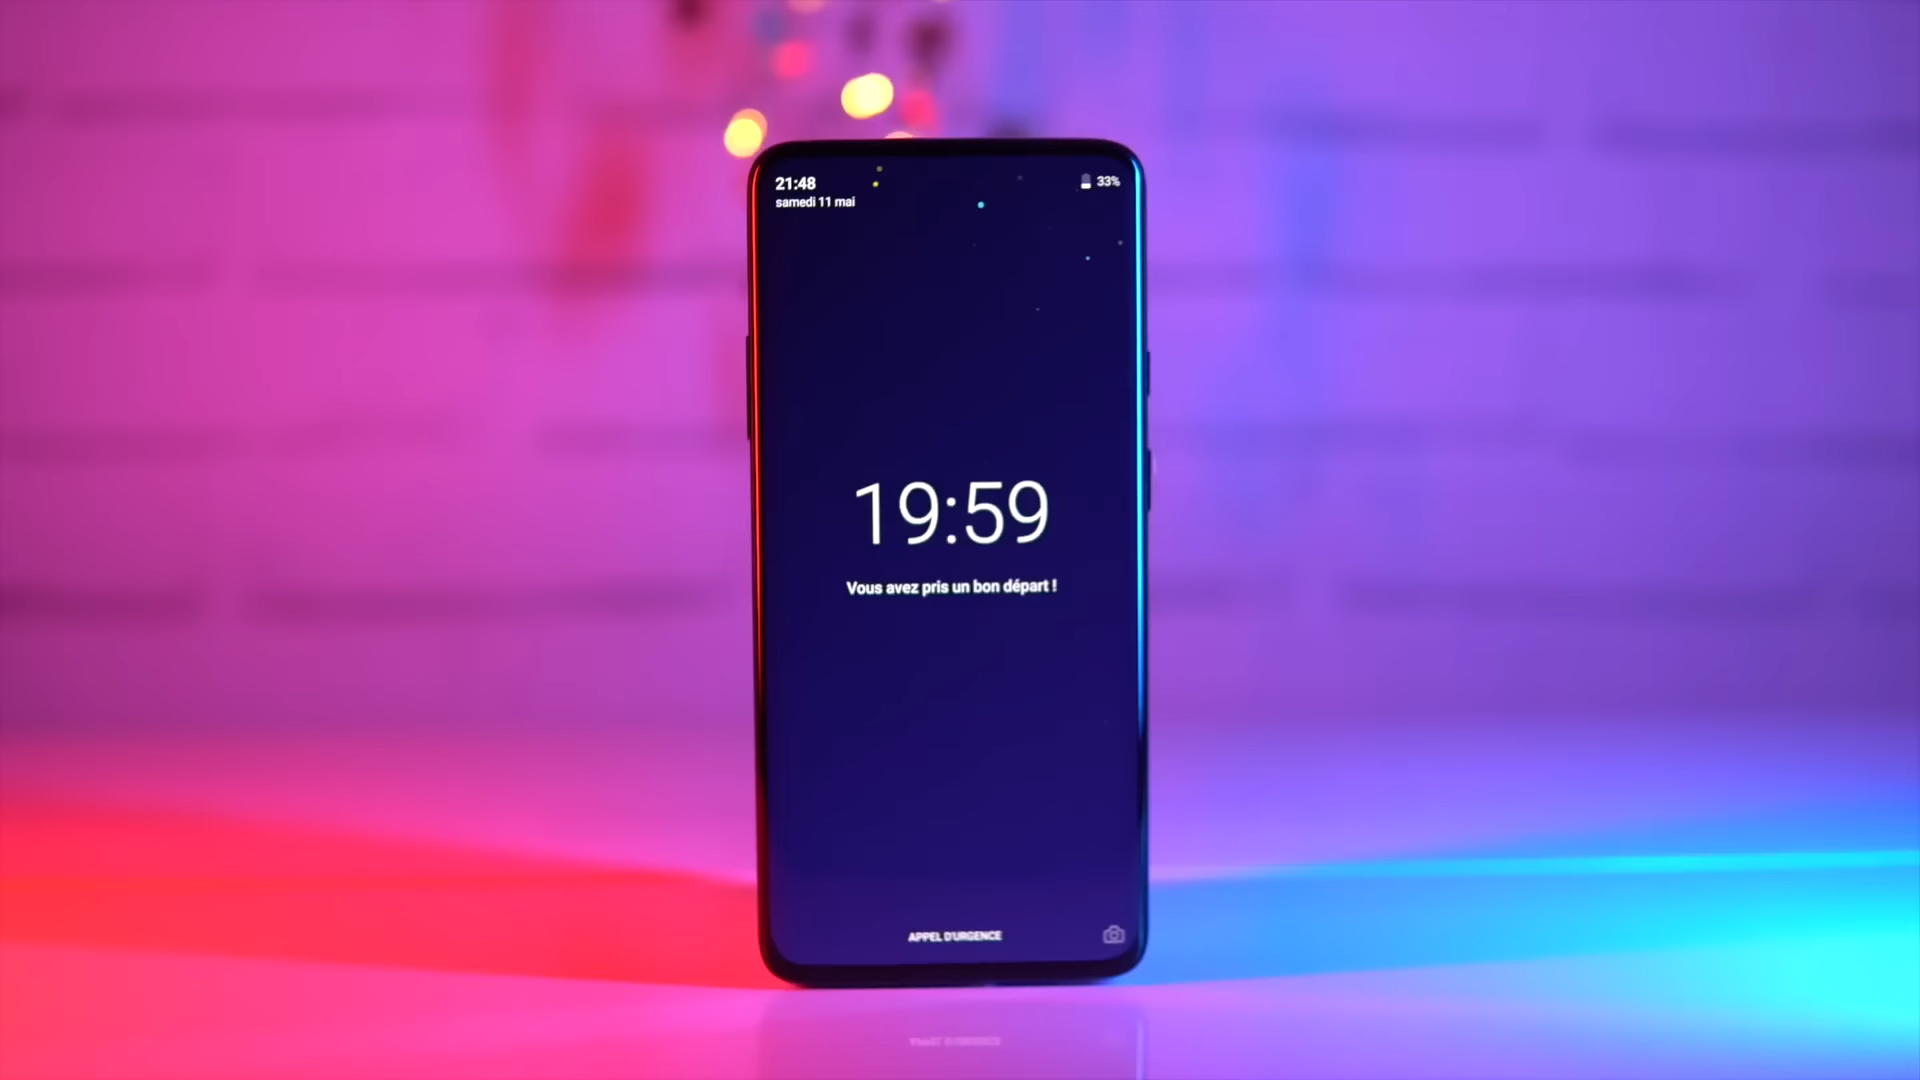 21:48
33%
samedi 11 mai
19:59
Vous avez pris un bon départ !
APPEL D'URGENCE